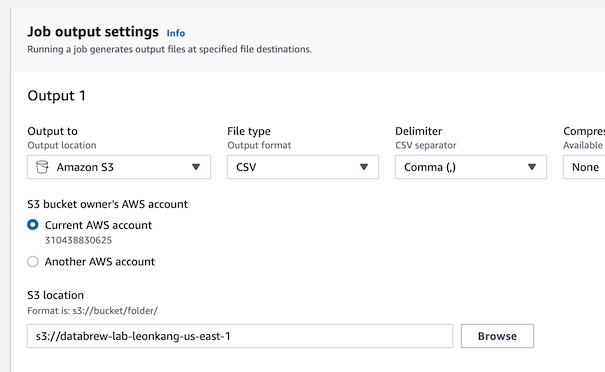 Job output settings Info
Running a job generates output files at specified file destinations.
Output 1
Output to File type Delimiter Compres
Output location Output format CSV separator Available
Amazon S3 CSV Comma (,) None
S3 bucket owner's AWS account
Current AWS account
310438830625
Another AWS account
S3 location
Format is: s3://bucket/folder/
s3://databrew-lab-leonkang-us-east-1 Browse